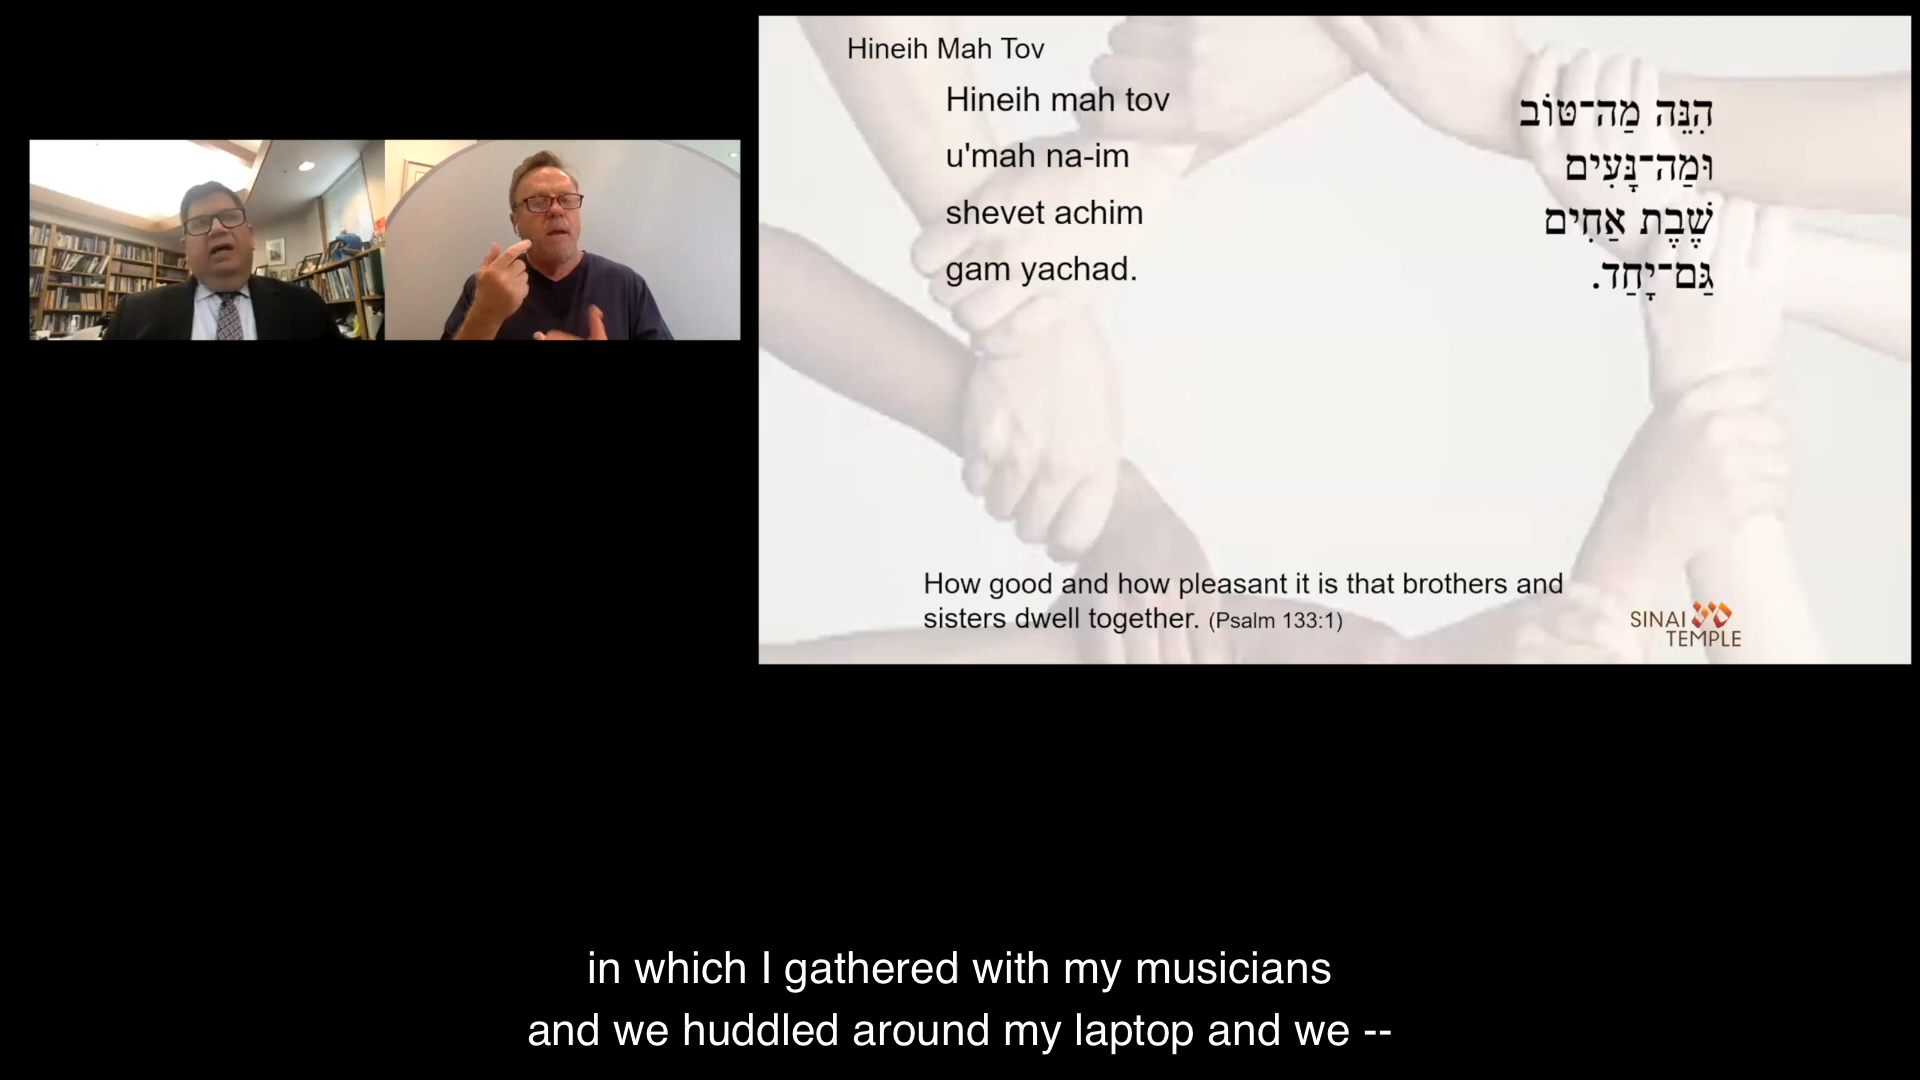 Hineih Mah Tov
Hineih mah tov
u'mah na-im
shevet achim
gam yachad.
הִנֵּה מַה־טּוֹב
וּמַה־נָּעִים
שֶׁבֶת אַחִים
גַּם־יָחַד.
How good and how pleasant it is that brothers and
sisters dwell together. (Psalm 133:1)
SINAI
TEMPLE
in which I gathered with my musicians
and we huddled around my laptop and we --